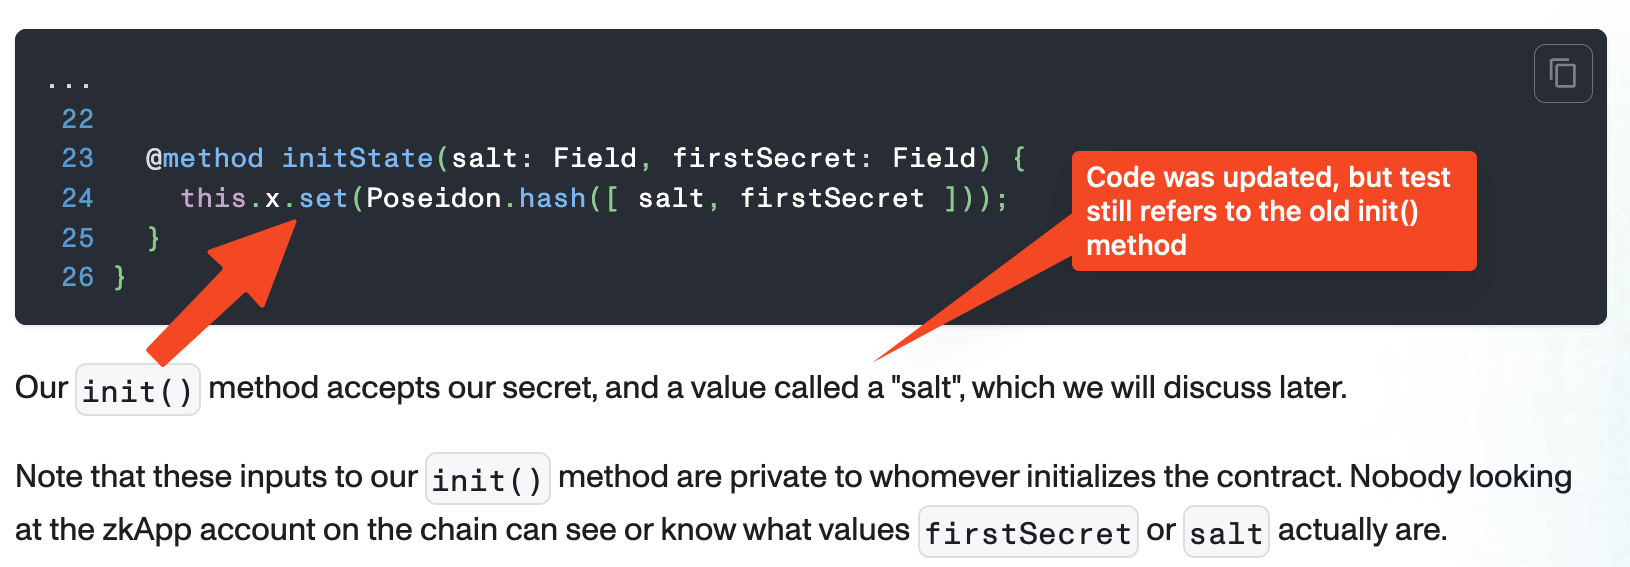 ...
22
23   @method initState(salt: Field, firstSecret: Field) {
24     this.x.set(Poseidon.hash([ salt, firstSecret ]));
25   }
26 }
Code was updated, but test
still refers to the old init()
method
Our init() method accepts our secret, and a value called a "salt", which we will discuss later.
Note that these inputs to our init() method are private to whomever initializes the contract. Nobody looking
at the zkApp account on the chain can see or know what values firstSecret or salt actually are.